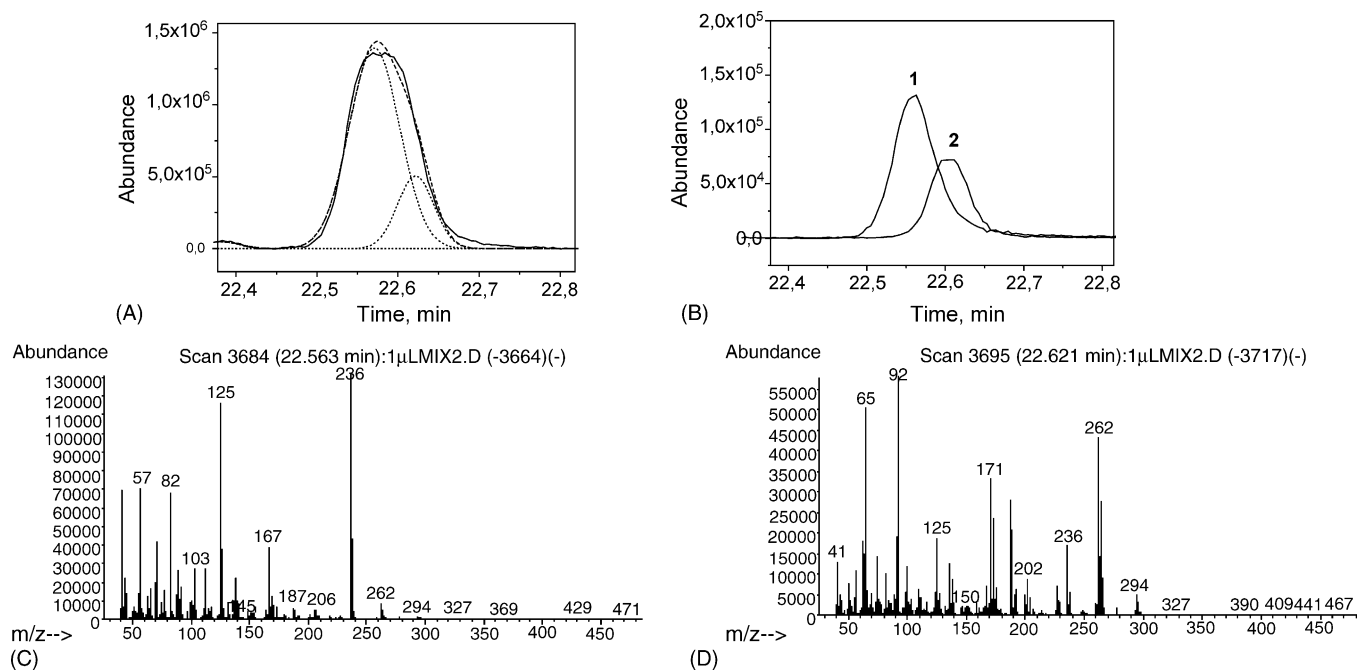 1,5x10⁶
1,0x10⁶
5,0x10⁵
0,0
Abundance
22,4 22,5 22,6 22,7 22,8
Time, min
(A)
2,0x10⁵
1,5x10⁵
1,0x10⁵
5,0x10⁴
0,0
Abundance
1
2
22,4 22,5 22,6 22,7 22,8
Time, min
(B)
Abundance
Scan 3684 (22.563 min):1µLMIX2.D (-3664)(-)
130000
120000
110000
100000
90000
80000
70000
60000
50000
40000
30000
20000
10000
0
236
125
57 82
167
103
145 187 206 262 294 327 369 429 471
50 100 150 200 250 300 350 400 450
m/z-->
(C)
Abundance
Scan 3695 (22.621 min):1µLMIX2.D (-3717)(-)
55000
50000
45000
40000
35000
30000
25000
20000
15000
10000
5000
0
92
65
262
171
125 236
41
202
150 294
327 390 409 441 467
50 100 150 200 250 300 350 400 450
m/z-->
(D)